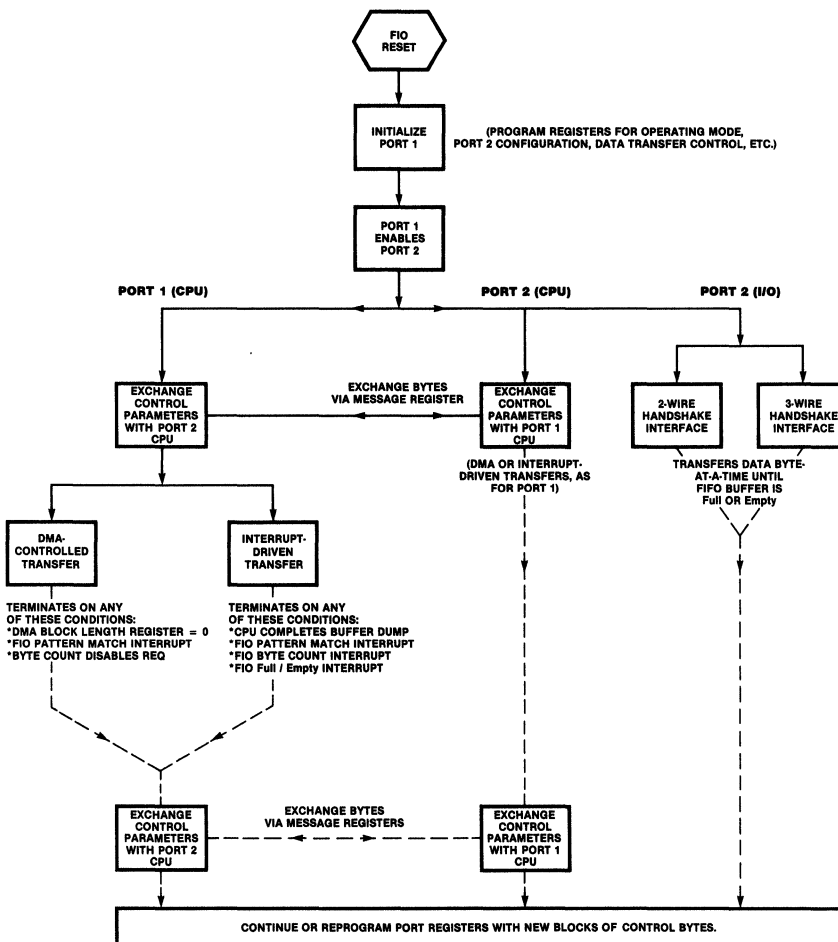 FIO
RESET
INITIALIZE
PORT 1
(PROGRAM REGISTERS FOR OPERATING MODE,
PORT 2 CONFIGURATION, DATA TRANSFER CONTROL, ETC.)
PORT 1
ENABLES
PORT 2
PORT 1 (CPU)
PORT 2 (CPU)
PORT 2 (I/O)
EXCHANGE
CONTROL
PARAMETERS
WITH PORT 2
CPU
EXCHANGE BYTES
VIA MESSAGE REGISTER
EXCHANGE
CONTROL
PARAMETERS
WITH PORT 1
CPU
2-WIRE
HANDSHAKE
INTERFACE
3-WIRE
HANDSHAKE
INTERFACE
(DMA OR INTERRUPT-
DRIVEN TRANSFERS, AS
FOR PORT 1)
TRANSFERS DATA BYTE-
AT-A-TIME UNTIL
FIFO BUFFER IS
Full OR Empty
DMA-
CONTROLLED
TRANSFER
INTERRUPT-
DRIVEN
TRANSFER
TERMINATES ON ANY
OF THESE CONDITIONS:
*DMA BLOCK LENGTH REGISTER = 0
*FIO PATTERN MATCH INTERRUPT
*BYTE COUNT DISABLES REQ
TERMINATES ON ANY
OF THESE CONDITIONS:
*CPU COMPLETES BUFFER DUMP
*FIO PATTERN MATCH INTERRUPT
*FIO BYTE COUNT INTERRUPT
*FIO Full / Empty INTERRUPT
EXCHANGE
CONTROL
PARAMETERS
WITH PORT 2
CPU
EXCHANGE BYTES
VIA MESSAGE REGISTERS
EXCHANGE
CONTROL
PARAMETERS
WITH PORT 1
CPU
CONTINUE OR REPROGRAM PORT REGISTERS WITH NEW BLOCKS OF CONTROL BYTES.